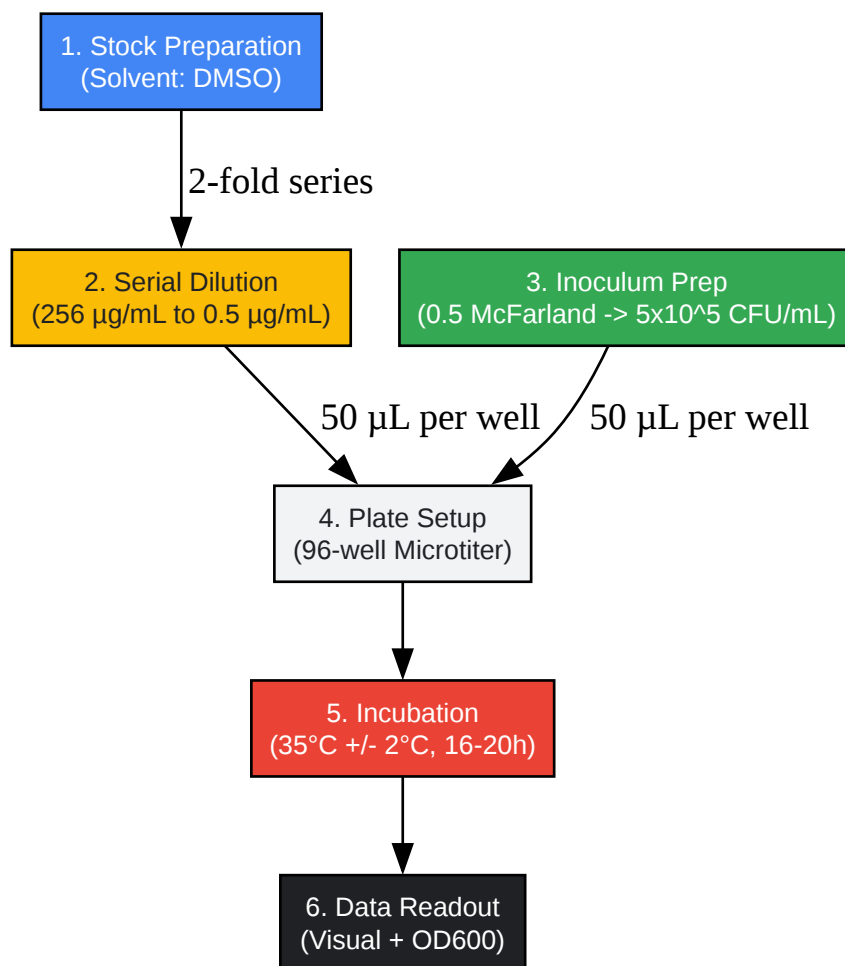 1. Stock Preparation
(Solvent: DMSO)
2-fold series
2. Serial Dilution
(256 µg/mL to 0.5 µg/mL)
3. Inoculum Prep
(0.5 McFarland -> 5x10^5 CFU/mL)
50 µL per well
50 µL per well
4. Plate Setup
(96-well Microtiter)
5. Incubation
(35°C +/- 2°C, 16-20h)
6. Data Readout
(Visual + OD600)